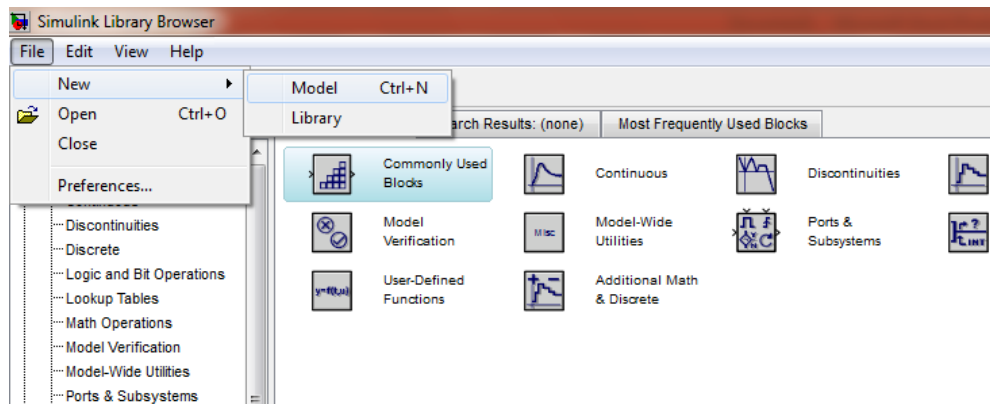 Simulink Library Browser
File Edit View Help
New
Model Ctrl+N
Open Ctrl+O
Library
Close
Search Results: (none)
Most Frequently Used Blocks
Preferences...
Continuous
Discontinuities
Discrete
Logic and Bit Operations
Lookup Tables
Math Operations
Model Verification
Model-Wide Utilities
Ports & Subsystems
Commonly Used
Blocks
Continuous
Discontinuities
Model
Verification
Misc
Model-Wide
Utilities
Ports &
Subsystems
? INT
y=f(t,u)
User-Defined
Functions
Additional Math
& Discrete